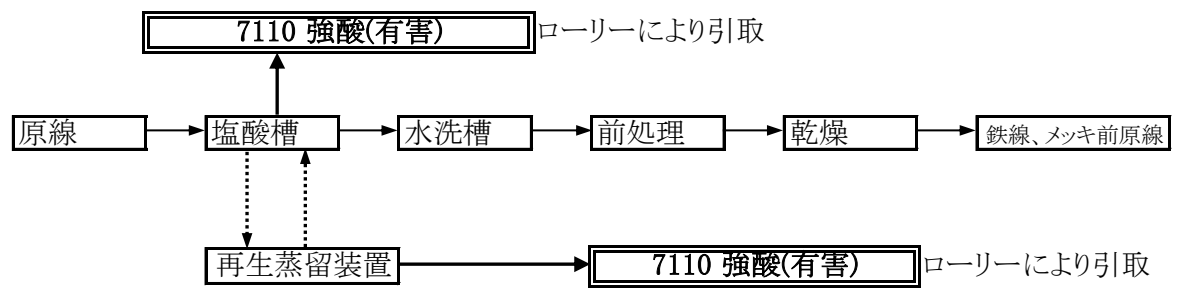 7110 強酸(有害) ローリーにより引取
原線 塩酸槽 水洗槽 前処理 乾燥 鉄線、メッキ前原線
再生蒸留装置 7110 強酸(有害) ローリーにより引取